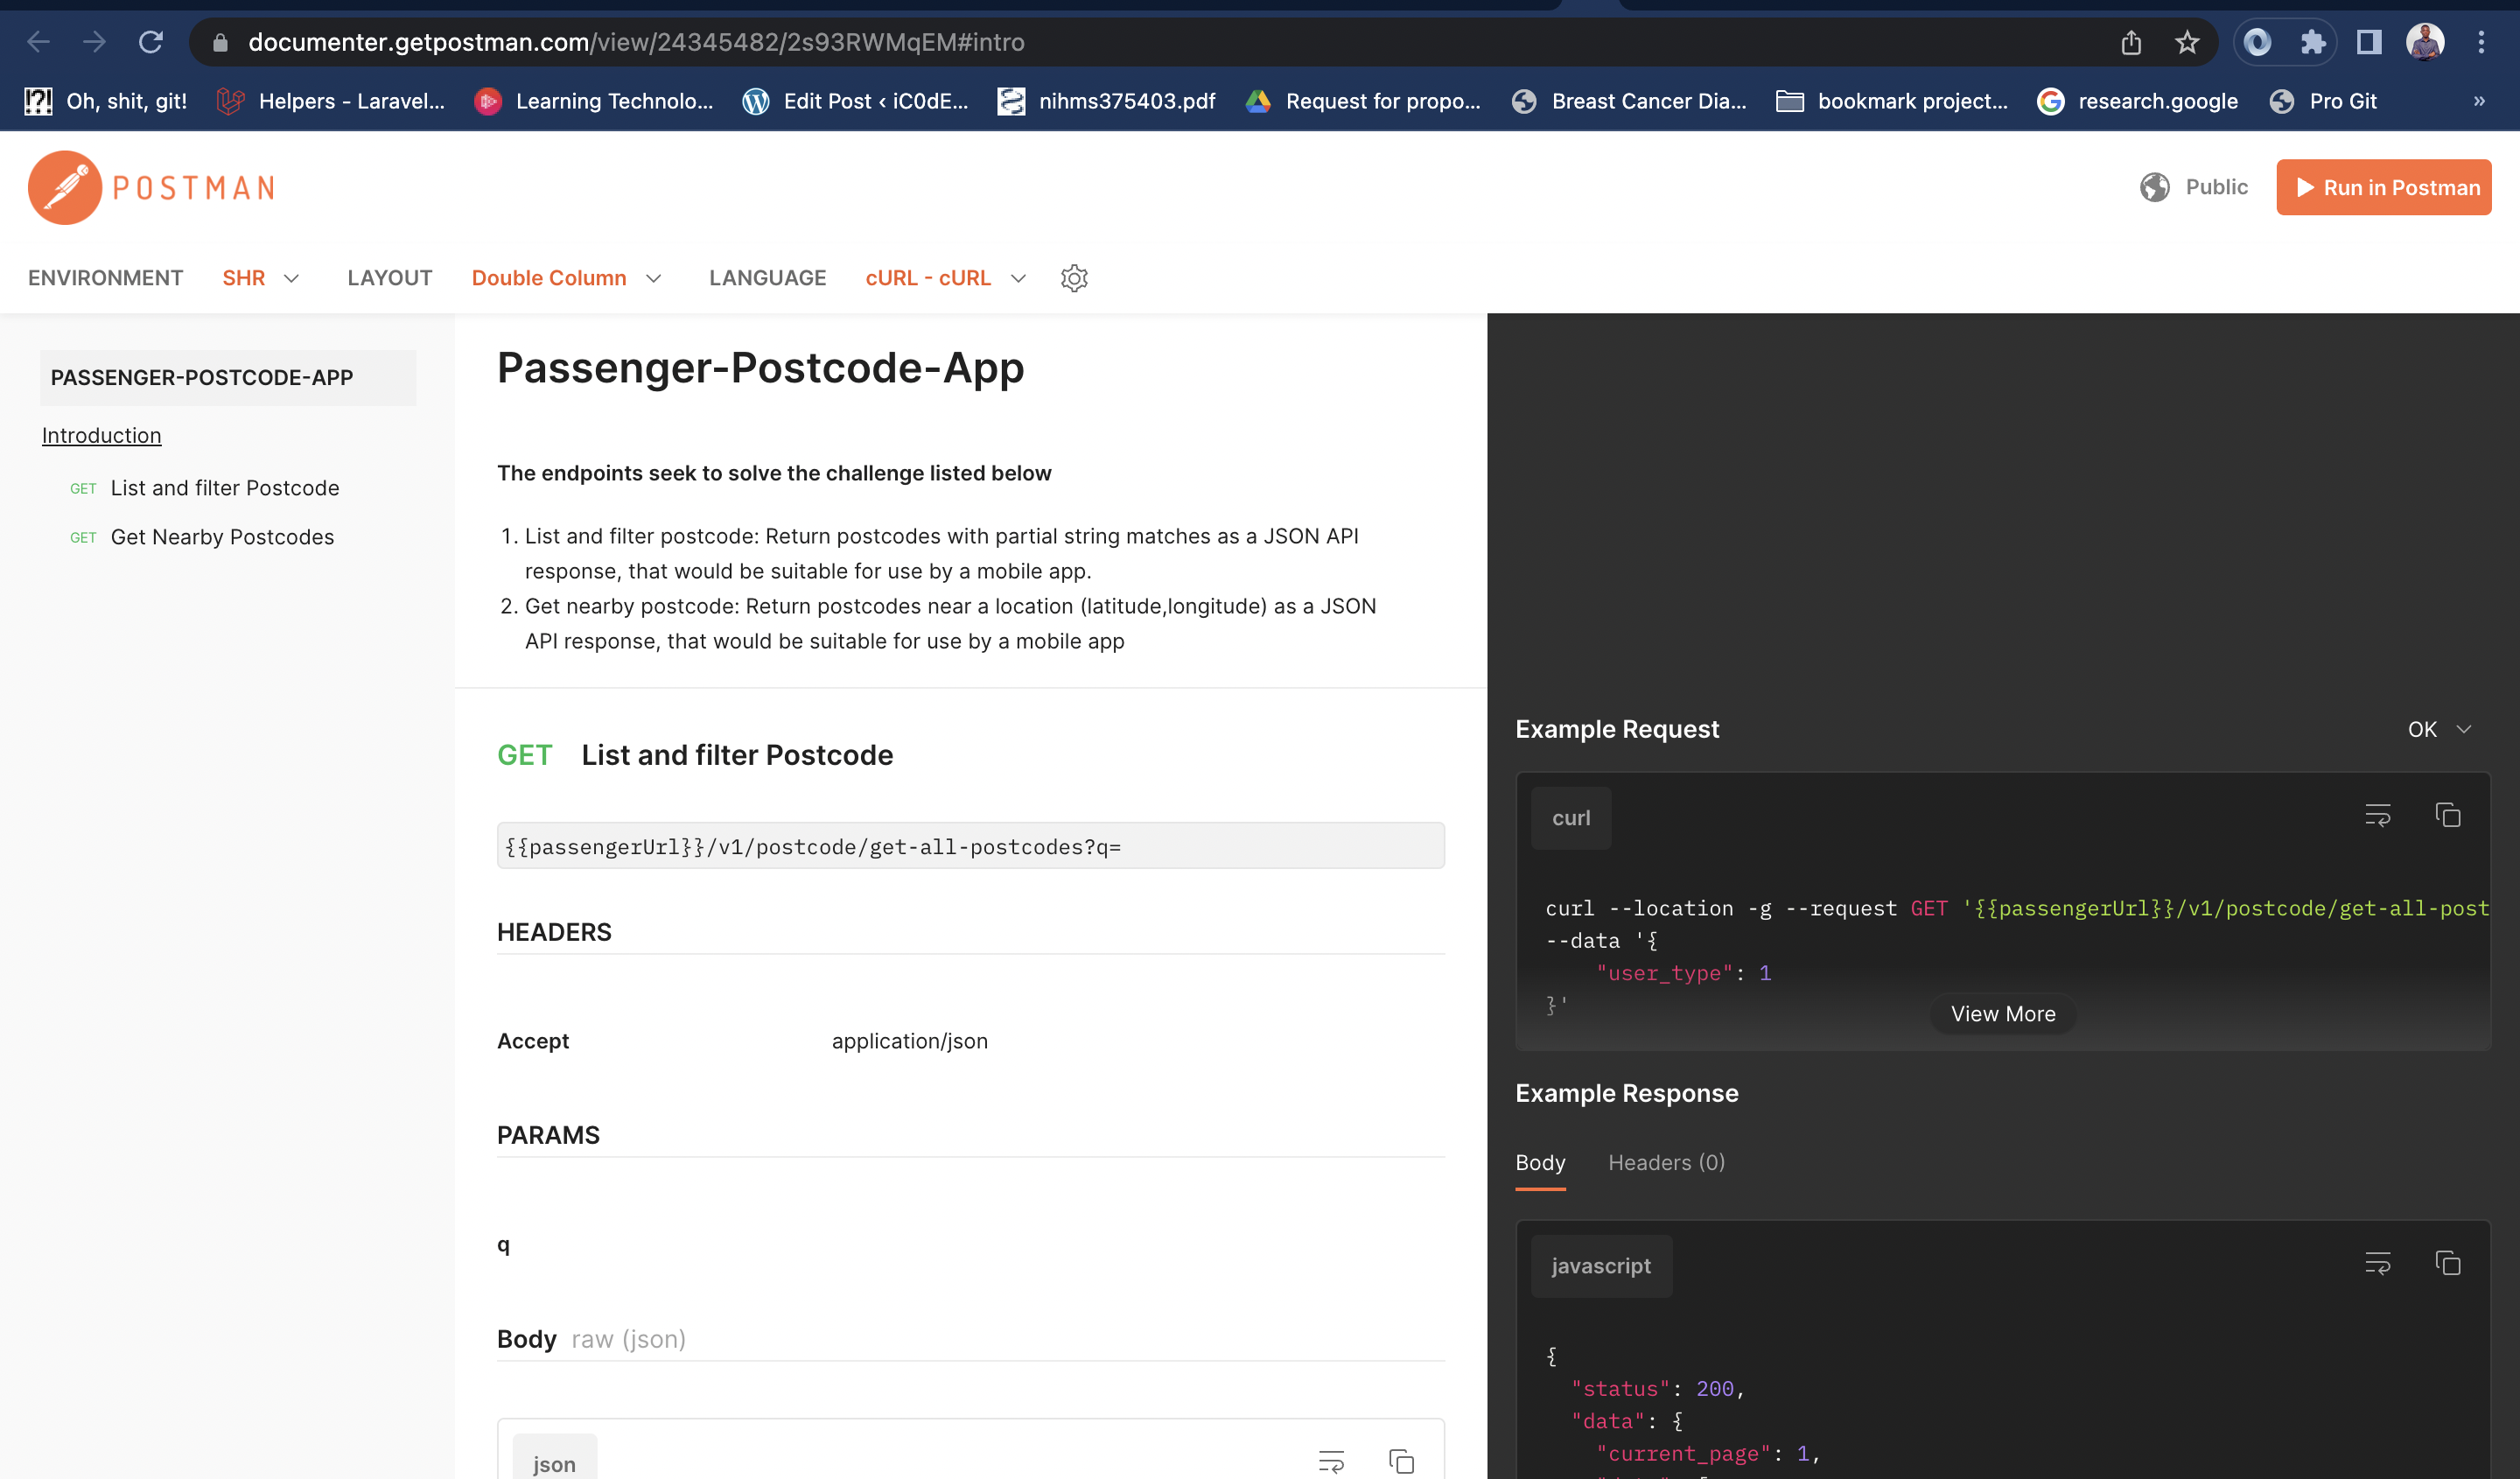 documenter.getpostman.com/view/24345482/2s93RWMqEM#intro
Oh, shit, git!
Helpers - Laravel...
Learning Technolo...
Edit Post ‹ iC0dE...
nihms375403.pdf
Request for propo...
Breast Cancer Dia...
bookmark project...
research.google
Pro Git
»
POSTMAN
Public
Run in Postman
ENVIRONMENT SHR LAYOUT Double Column LANGUAGE cURL - cURL
PASSENGER-POSTCODE-APP
Introduction
GET List and filter Postcode
GET Get Nearby Postcodes
Passenger-Postcode-App
The endpoints seek to solve the challenge listed below
1. List and filter postcode: Return postcodes with partial string matches as a JSON API
response, that would be suitable for use by a mobile app.
2. Get nearby postcode: Return postcodes near a location (latitude,longitude) as a JSON
API response, that would be suitable for use by a mobile app
GET List and filter Postcode
{{passengerUrl}}/v1/postcode/get-all-postcodes?q=
HEADERS
Accept application/json
PARAMS
q
Body raw (json)
json
Example Request
OK
curl
curl --location -g --request GET '{{passengerUrl}}/v1/postcode/get-all-post
--data '{
"user_type": 1
}'
View More
Example Response
Body Headers (0)
javascript
{
"status": 200,
"data": {
"current_page": 1,